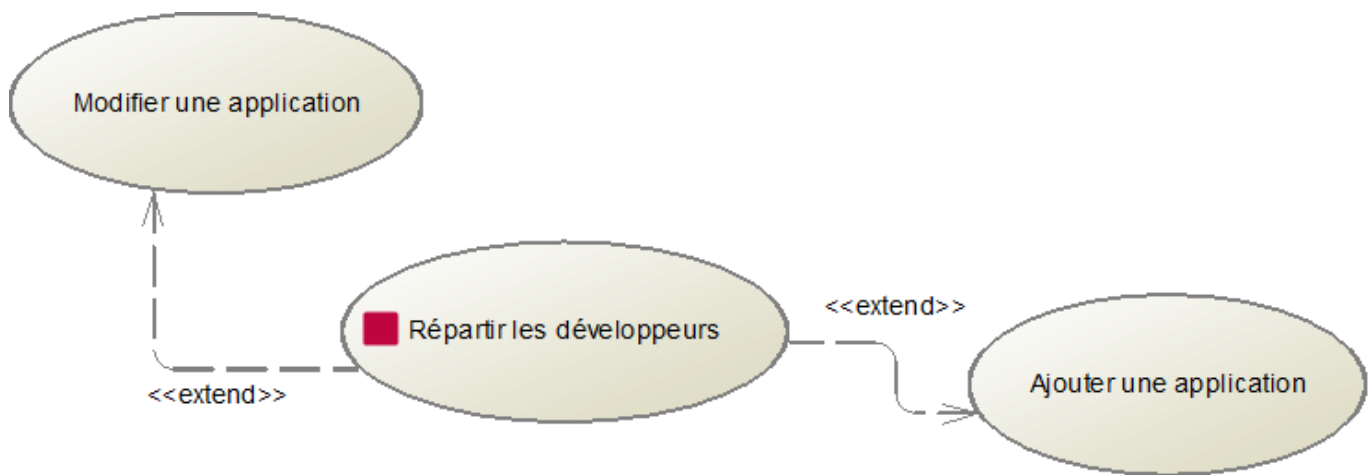 Modifier une application
<<extend>>
Répartir les développeurs
<<extend>>
Ajouter une application